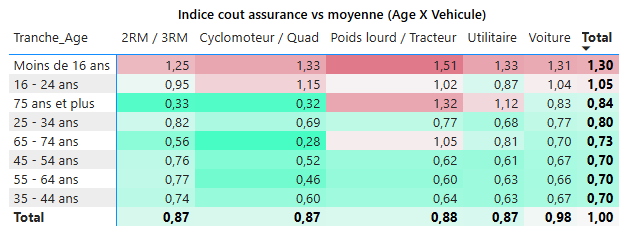 Indice cout assurance vs moyenne (Age X Vehicule)
Tranche_Age 2RM / 3RM Cyclomoteur / Quad Poids lourd / Tracteur Utilitaire Voiture Total
Moins de 16 ans 1,25 1,33 1,51 1,33 1,31 1,30
16 - 24 ans 0,95 1,15 1,02 0,87 1,04 1,05
75 ans et plus 0,33 0,32 1,32 1,12 0,83 0,84
25 - 34 ans 0,82 0,69 0,77 0,68 0,77 0,80
65 - 74 ans 0,56 0,28 1,05 0,81 0,70 0,73
45 - 54 ans 0,76 0,52 0,62 0,61 0,67 0,70
55 - 64 ans 0,77 0,46 0,60 0,63 0,66 0,70
35 - 44 ans 0,74 0,60 0,64 0,63 0,67 0,70
Total 0,87 0,87 0,88 0,87 0,98 1,00